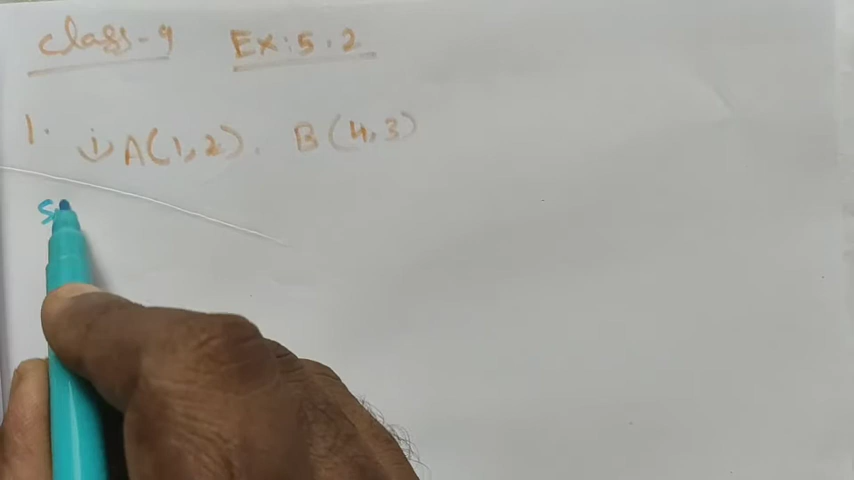 class-9 Ex:5.2
1. i) A(1,2). B(4,3)
S